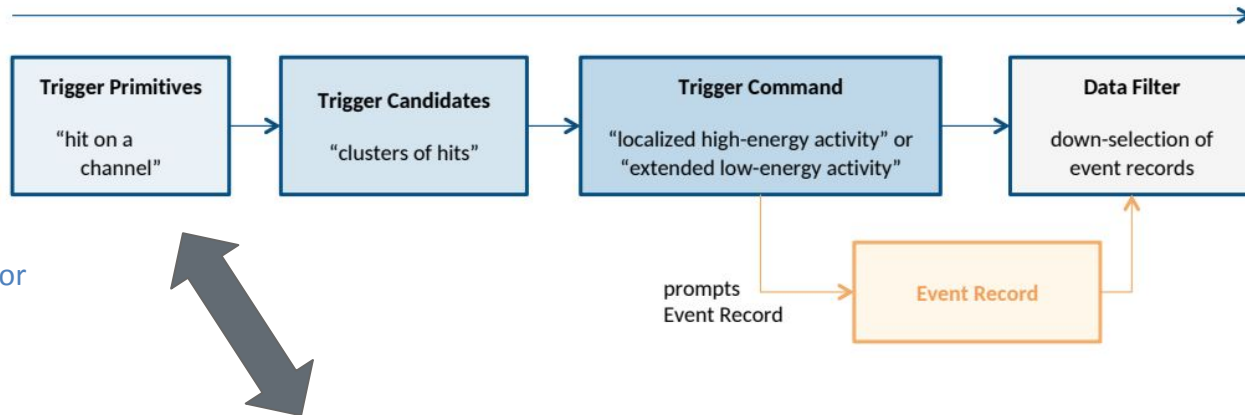 Trigger Primitives
“hit on a
channel”
Trigger Candidates
“clusters of hits”
Trigger Command
“localized high-energy activity” or
“extended low-energy activity”
Data Filter
down-selection of
event records
or
prompts
Event Record
Event Record